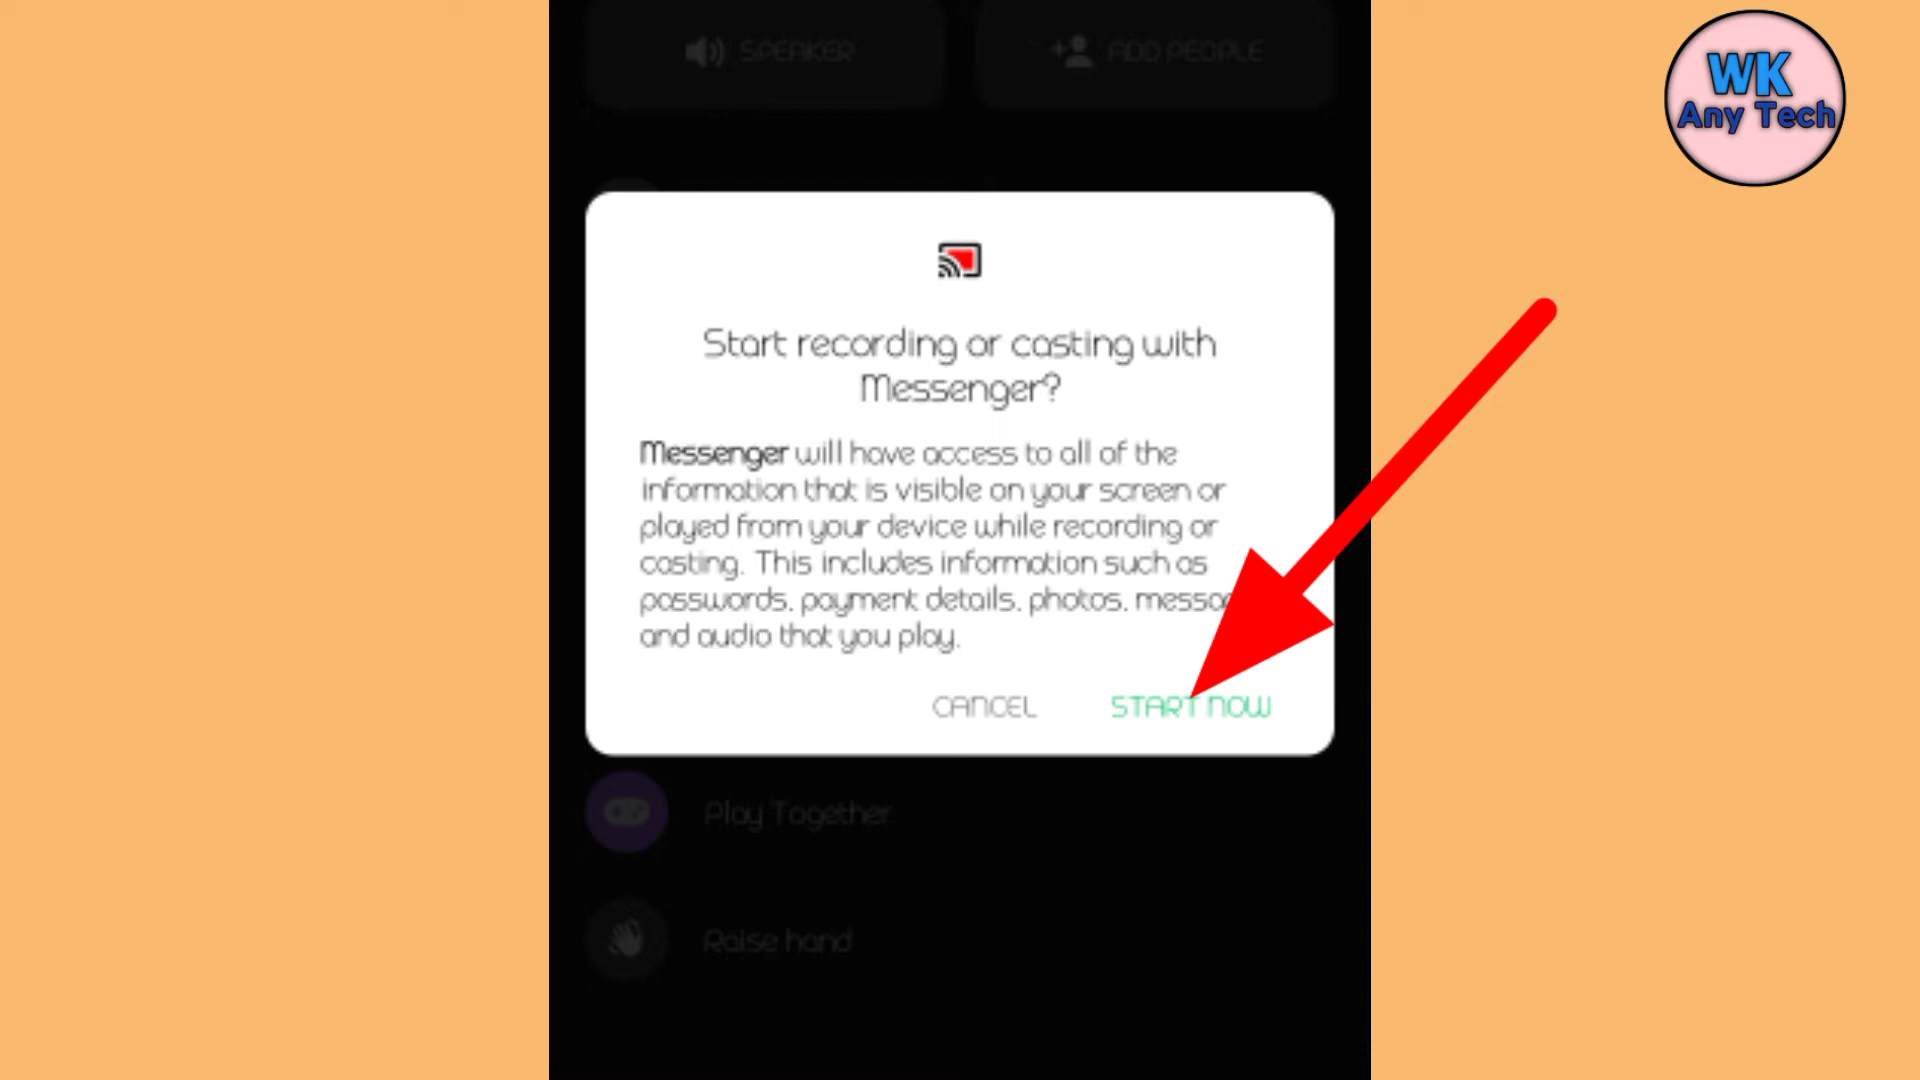 SPEAKER
ADD PEOPLE
WK
Any Tech
Start recording or casting with
Messenger?
Messenger will have access to all of the
information that is visible on your screen or
played from your device while recording or
casting. This includes information such as
passwords, payment details, photos, messa
and audio that you play.
CANCEL
START NOW
Play Together
Raise hand